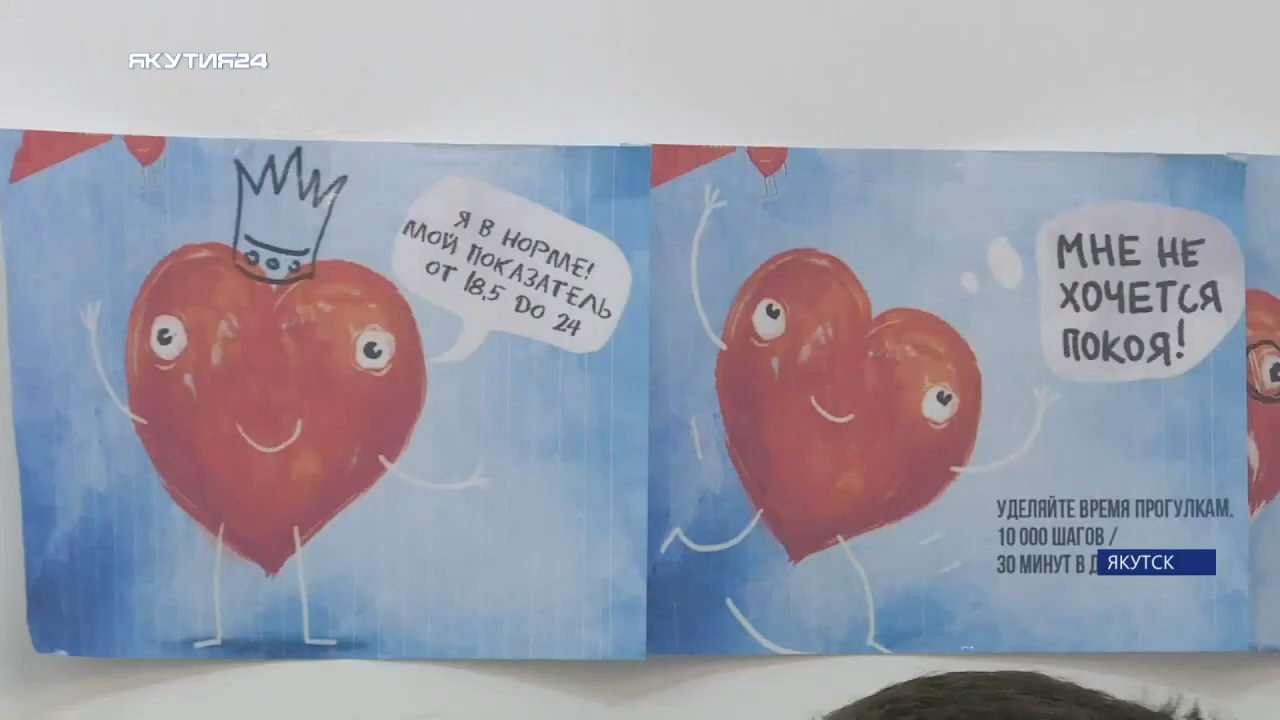 ЯКУТИЯ24
Я В НОРМЕ!
МОЙ ПОКАЗАТЕЛЬ
ОТ 18,5 ДО 24
МНЕ НЕ
ХОЧЕТСЯ
ПОКОЯ!
УДЕЛЯЙТЕ ВРЕМЯ ПРОГУЛКАМ.
10 000 ШАГОВ /
30 МИНУТ В
ЯКУТСК